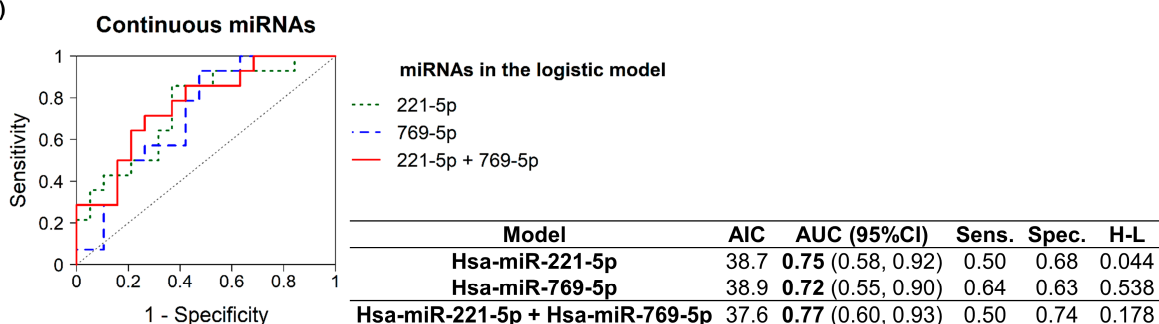 )
Continuous miRNAs
miRNAs in the logistic model
221-5p
769-5p
221-5p + 769-5p
Sensitivity
1
0.8
0.6
0.4
0.2
0
0 0.2 0.4 0.6 0.8 1
1 - Specificity
Model AIC AUC (95%CI) Sens. Spec. H-L
Hsa-miR-221-5p 38.7 0.75 (0.58, 0.92) 0.50 0.68 0.044
Hsa-miR-769-5p 38.9 0.72 (0.55, 0.90) 0.64 0.63 0.538
Hsa-miR-221-5p + Hsa-miR-769-5p 37.6 0.77 (0.60, 0.93) 0.50 0.74 0.178